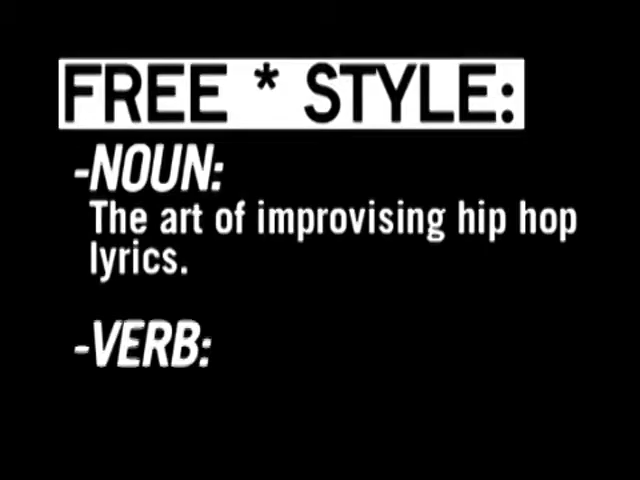 FREE * STYLE:
-NOUN:
The art of improvising hip hop
lyrics.
-VERB: